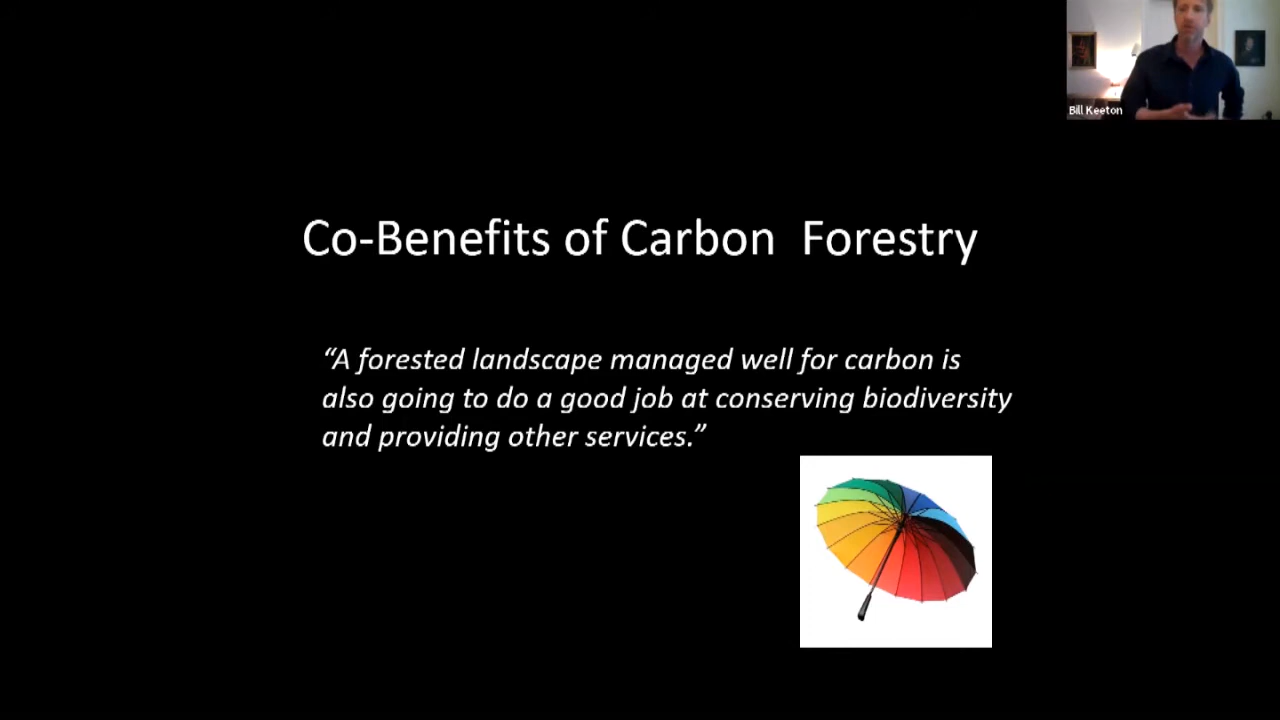 Bill Keeton
Co-Benefits of Carbon  Forestry
“A forested landscape managed well for carbon is
also going to do a good job at conserving biodiversity
and providing other services.”